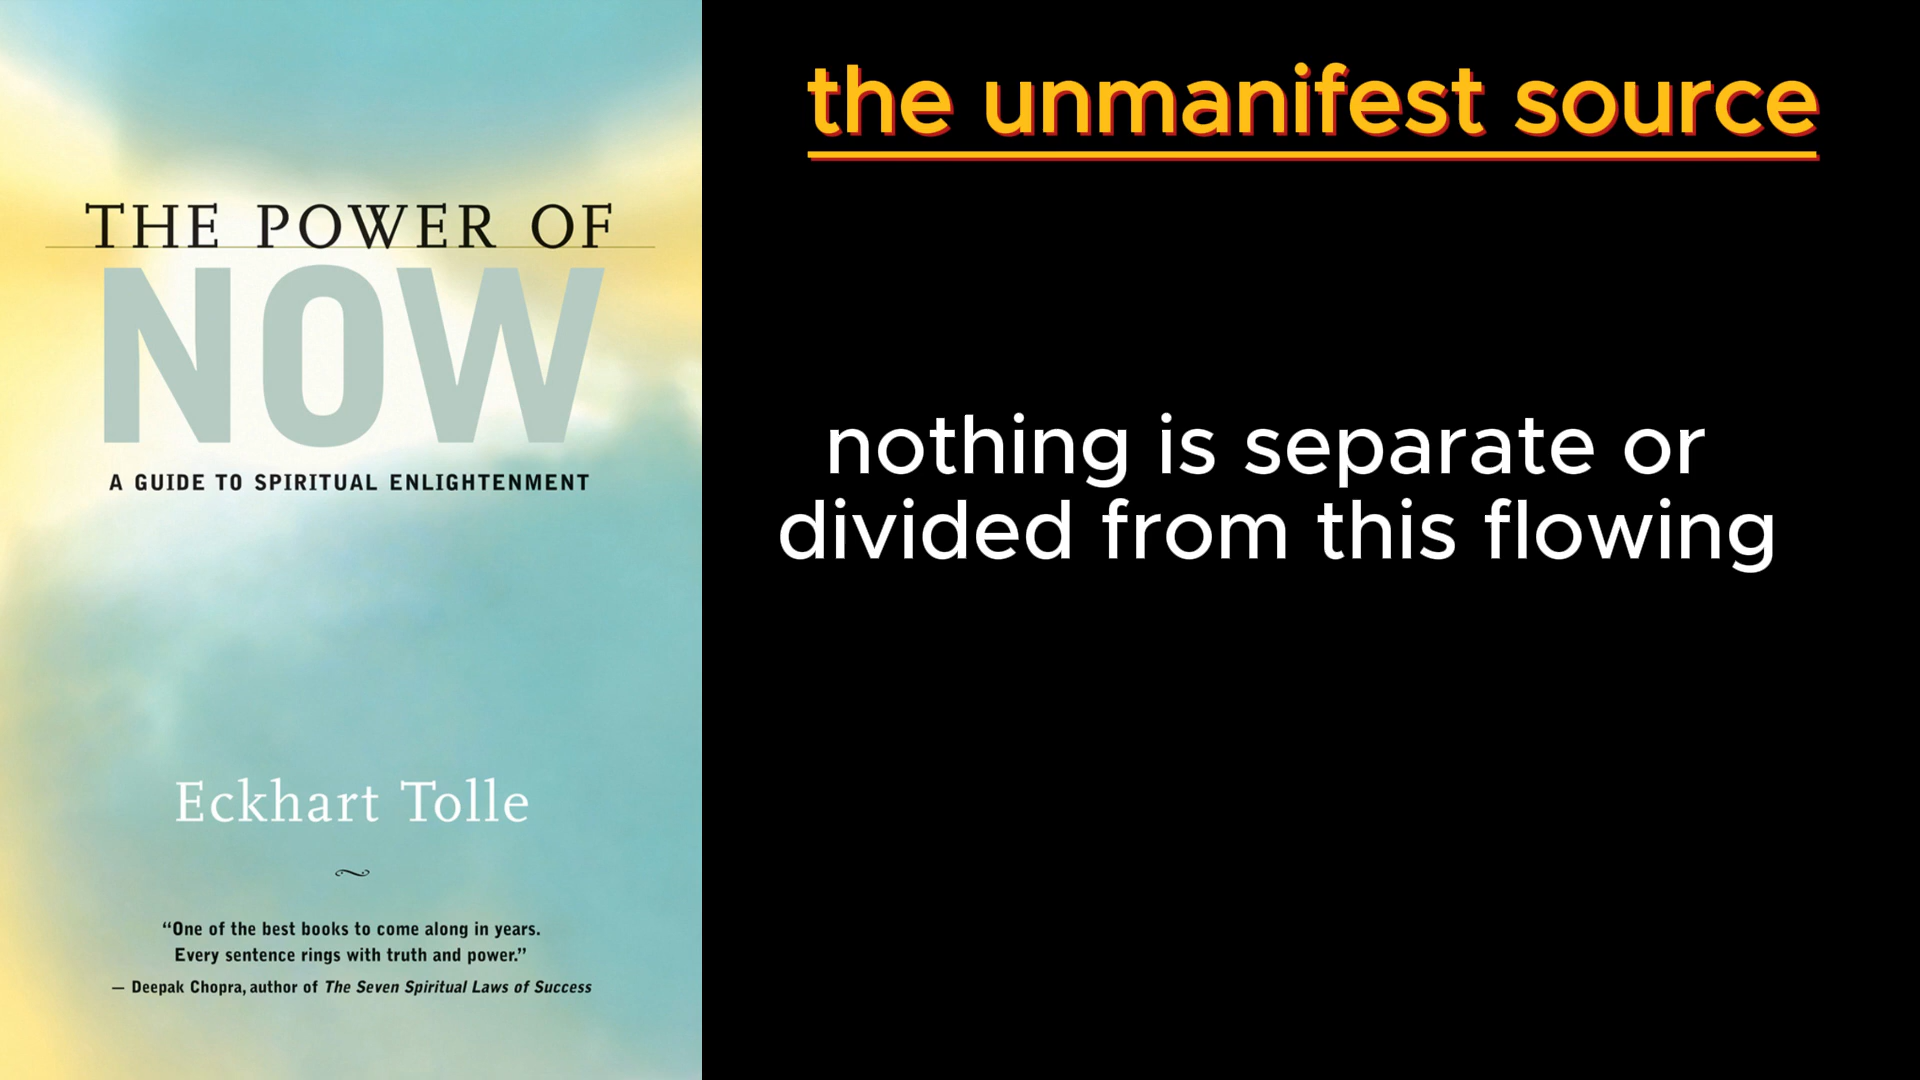 THE POWER OF
NOW
A GUIDE TO SPIRITUAL ENLIGHTENMENT
Eckhart Tolle
“One of the best books to come along in years.
Every sentence rings with truth and power.”
— Deepak Chopra, author of The Seven Spiritual Laws of Success
the unmanifest source
nothing is separate or
divided from this flowing